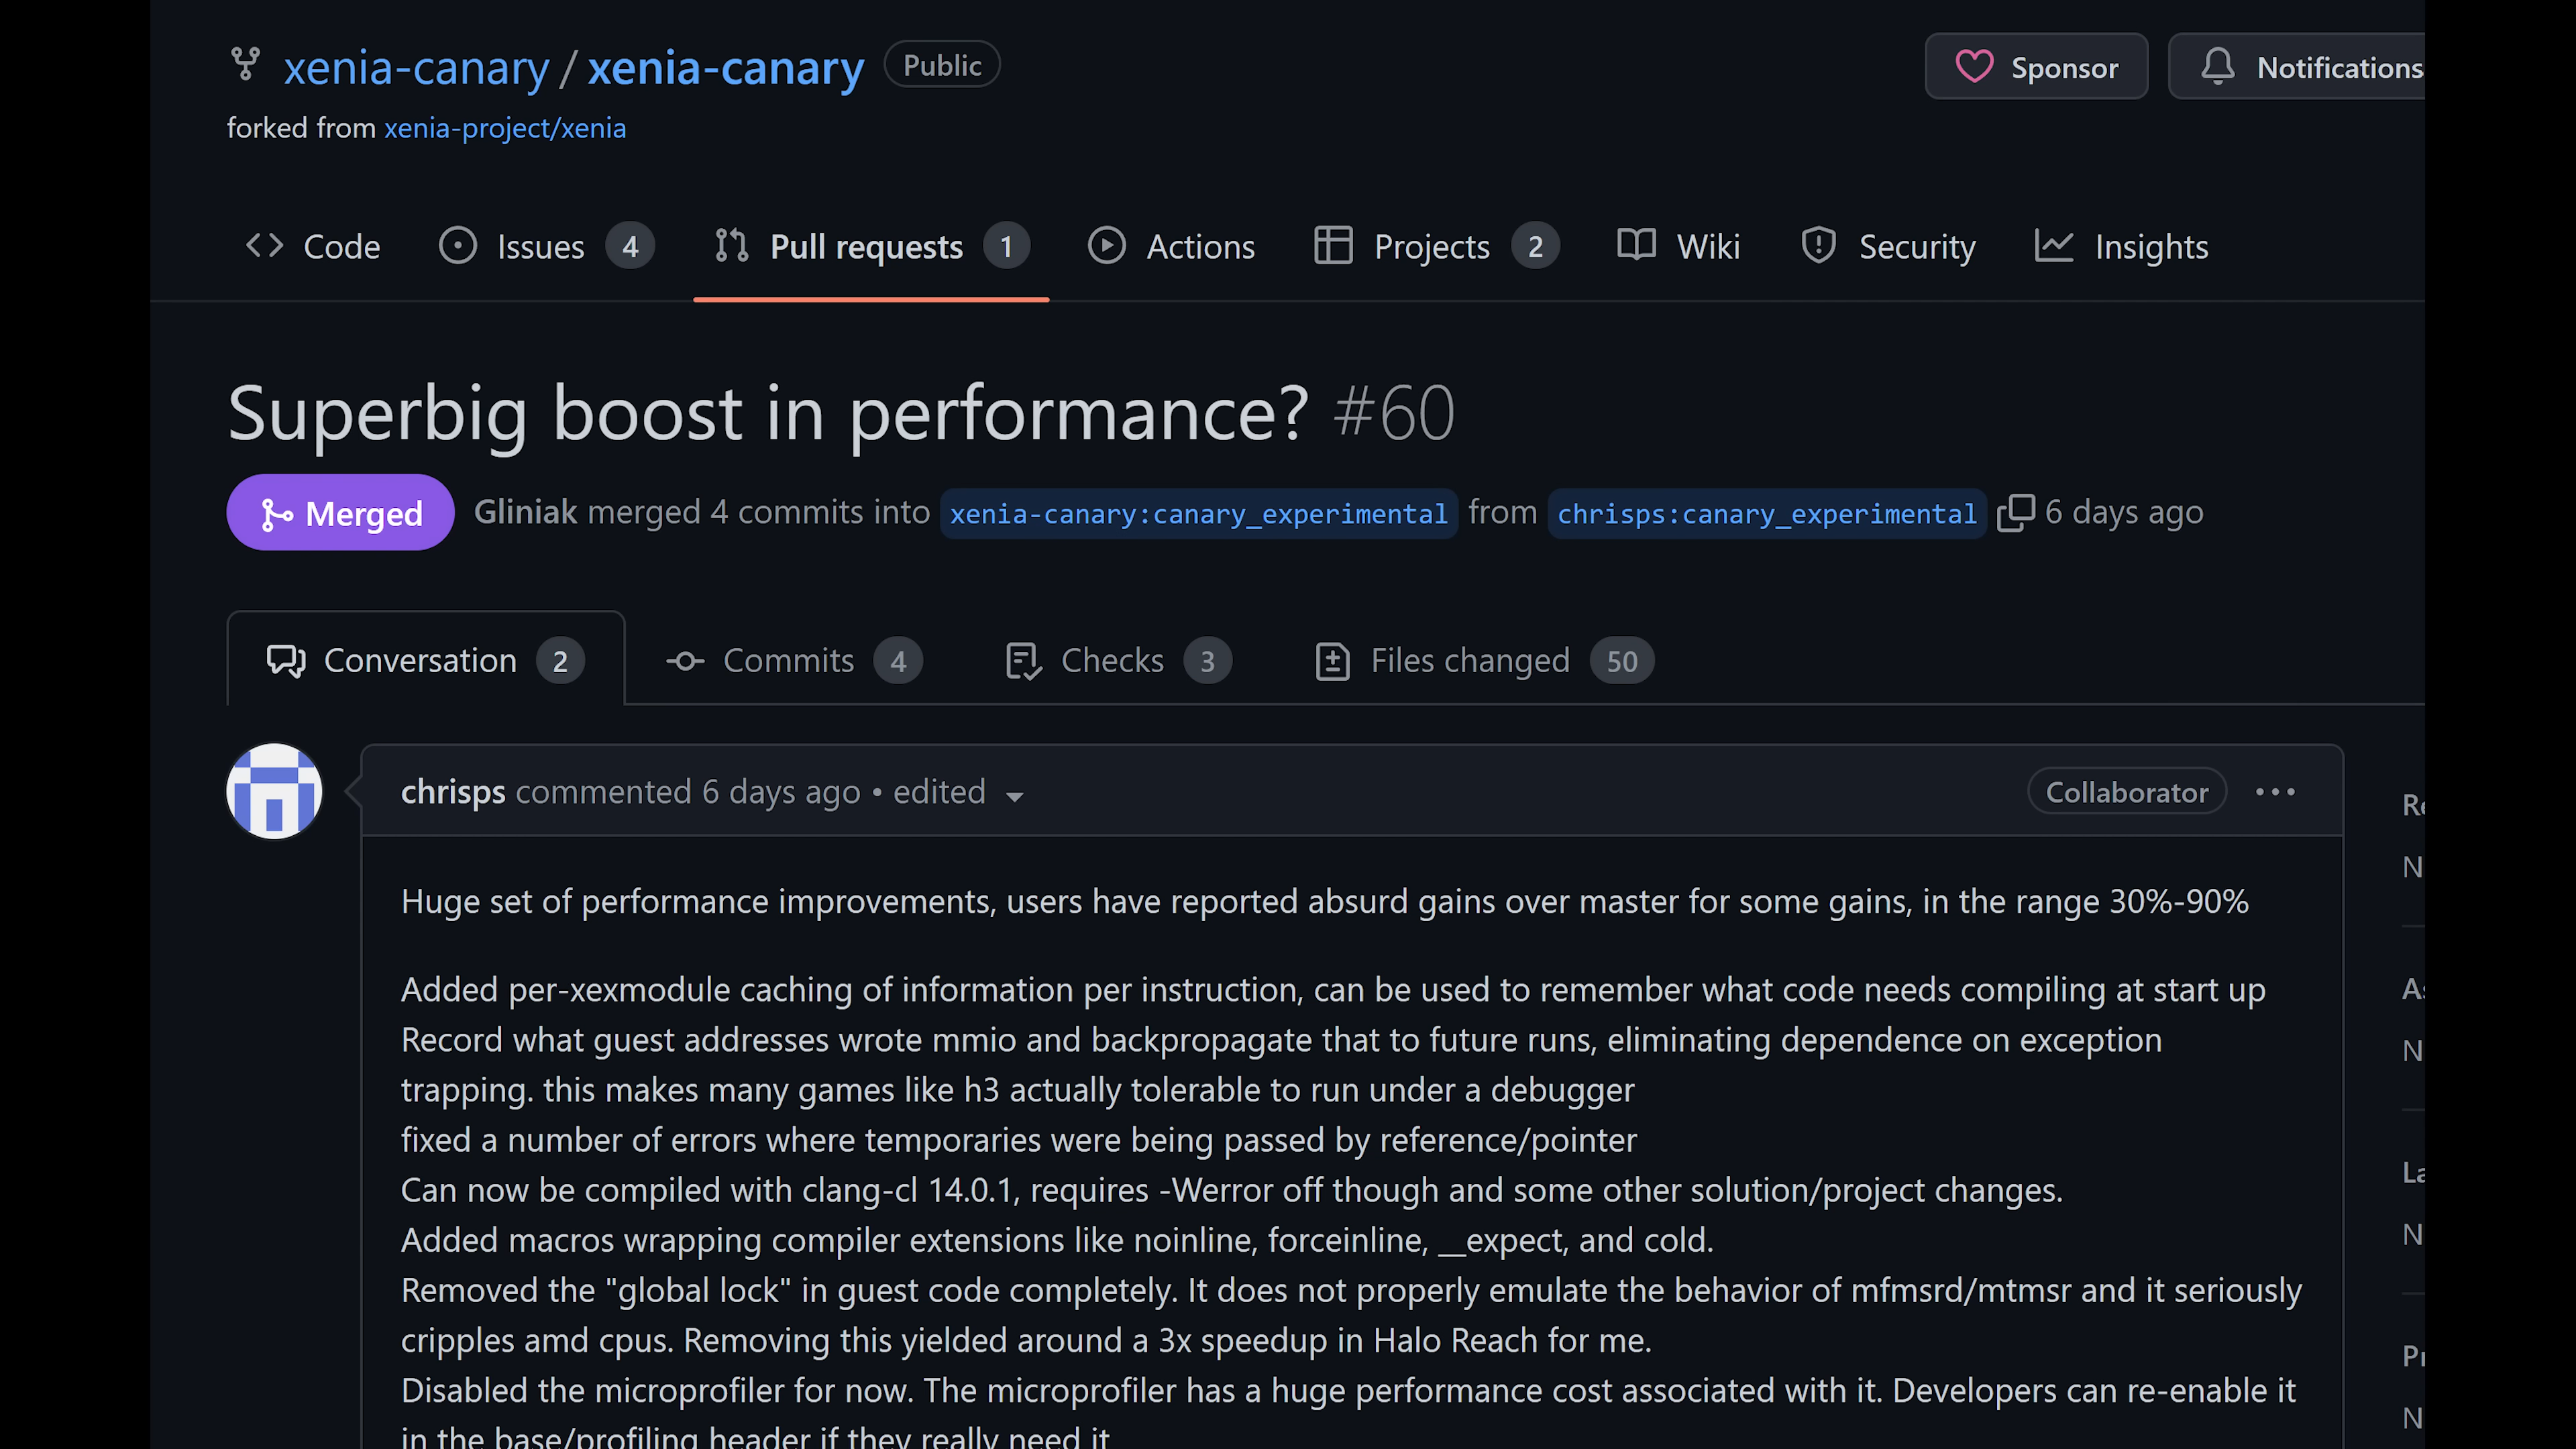 xenia-canary / xenia-canary Public
Sponsor
Notifications
forked from xenia-project/xenia
Code
Issues 4
Pull requests 1
Actions
Projects 2
Wiki
Security
Insights
Superbig boost in performance? #60
Merged
Gliniak merged 4 commits into xenia-canary:canary_experimental from chrisps:canary_experimental 6 days ago
Conversation 2
Commits 4
Checks 3
Files changed 50
chrisps commented 6 days ago • edited
Collaborator
Huge set of performance improvements, users have reported absurd gains over master for some gains, in the range 30%-90%
Added per-xexmodule caching of information per instruction, can be used to remember what code needs compiling at start up
Record what guest addresses wrote mmio and backpropagate that to future runs, eliminating dependence on exception
trapping. this makes many games like h3 actually tolerable to run under a debugger
fixed a number of errors where temporaries were being passed by reference/pointer
Can now be compiled with clang-cl 14.0.1, requires -Werror off though and some other solution/project changes.
Added macros wrapping compiler extensions like noinline, forceinline, __expect, and cold.
Removed the "global lock" in guest code completely. It does not properly emulate the behavior of mfmsrd/mtmsr and it seriously
cripples amd cpus. Removing this yielded around a 3x speedup in Halo Reach for me.
Disabled the microprofiler for now. The microprofiler has a huge performance cost associated with it. Developers can re-enable it
in the base/profiling header if they really need it